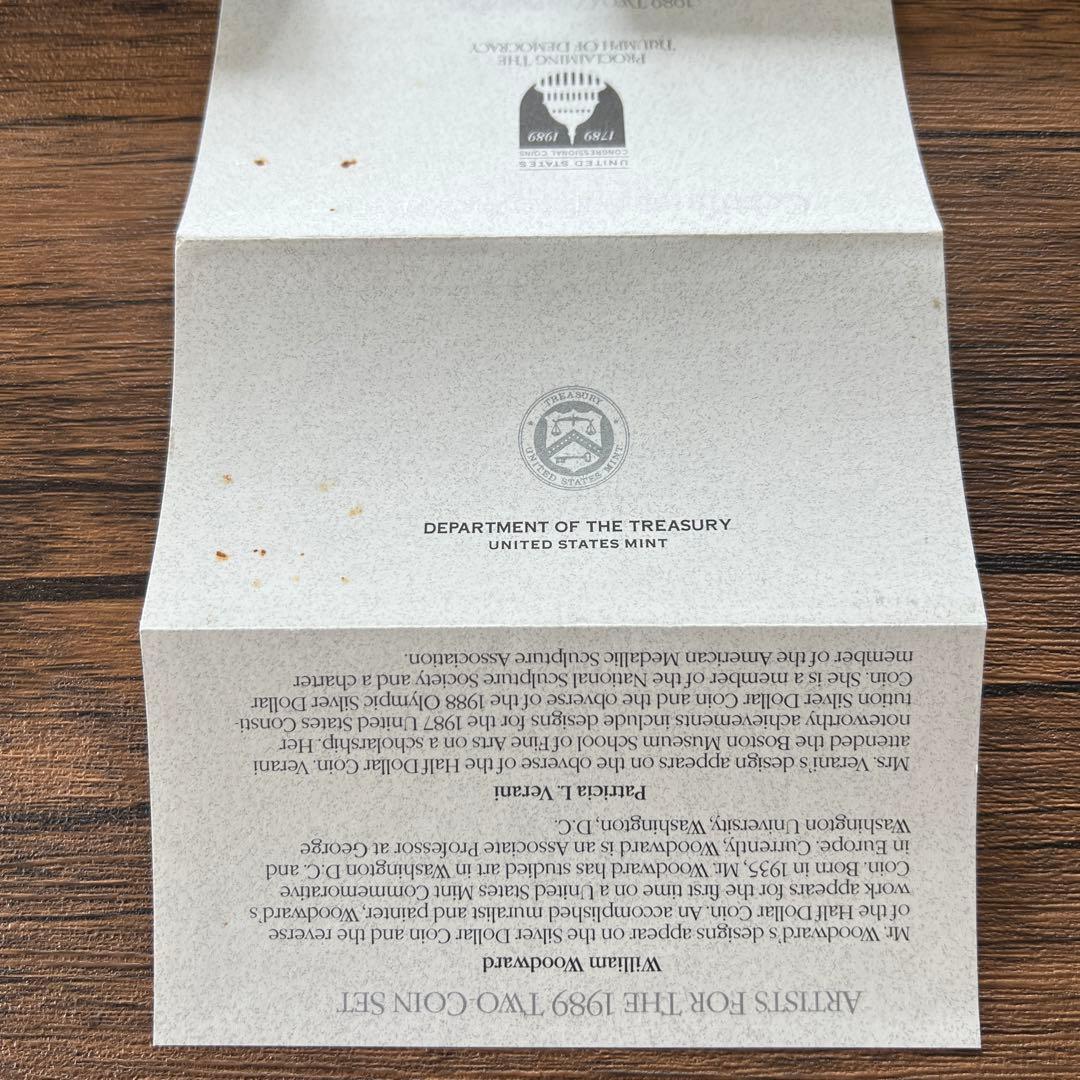 1989 TWO
PROCLAIMING THE
TRIUMPH OF DEMOCRACY
1789 1989
UNITED STATES
CONGRESSIONAL COINS
TREASURY
UNITED STATES MINT
DEPARTMENT OF THE TREASURY
UNITED STATES MINT
ARTISTS FOR THE 1989 TWO-COIN SET
William Woodward
Mr. Woodward's designs appear on the Silver Dollar Coin and the reverse
of the Half Dollar Coin. An accomplished muralist and painter, Woodward's
work appears for the first time on a United States Mint Commemorative
Coin. Born in 1935, Mr. Woodward has studied art in Washington D.C. and
in Europe. Currently, Woodward is an Associate Professor at George
Washington University, Washington, D.C.
Patricia L. Verani
Mrs. Verani's design appears on the obverse of the Half Dollar Coin. Verani
attended the Boston Museum School of Fine Arts on a scholarship. Her
noteworthy achievements include designs for the 1987 United States Consti-
tution Silver Dollar Coin and the obverse of the 1988 Olympic Silver Dollar
Coin. She is a member of the National Sculpture Society and a charter
member of the American Medallic Sculpture Association.